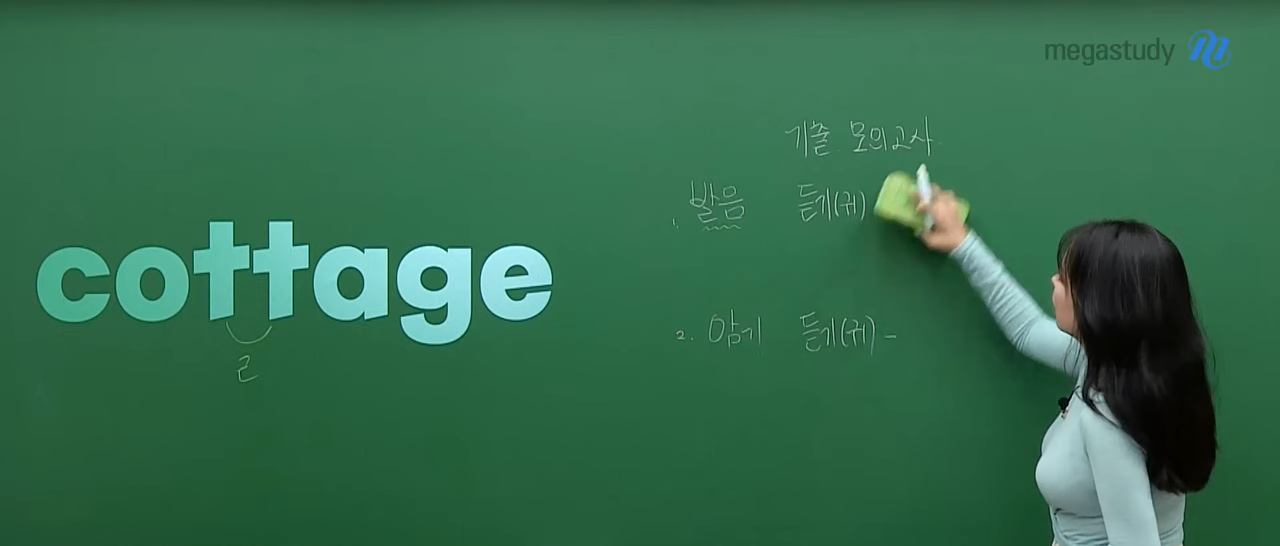 megastudy
기출 모의고사
1. 발음 듣기(귀)
cottage
ㄹ
2. 암기 듣기(귀) -